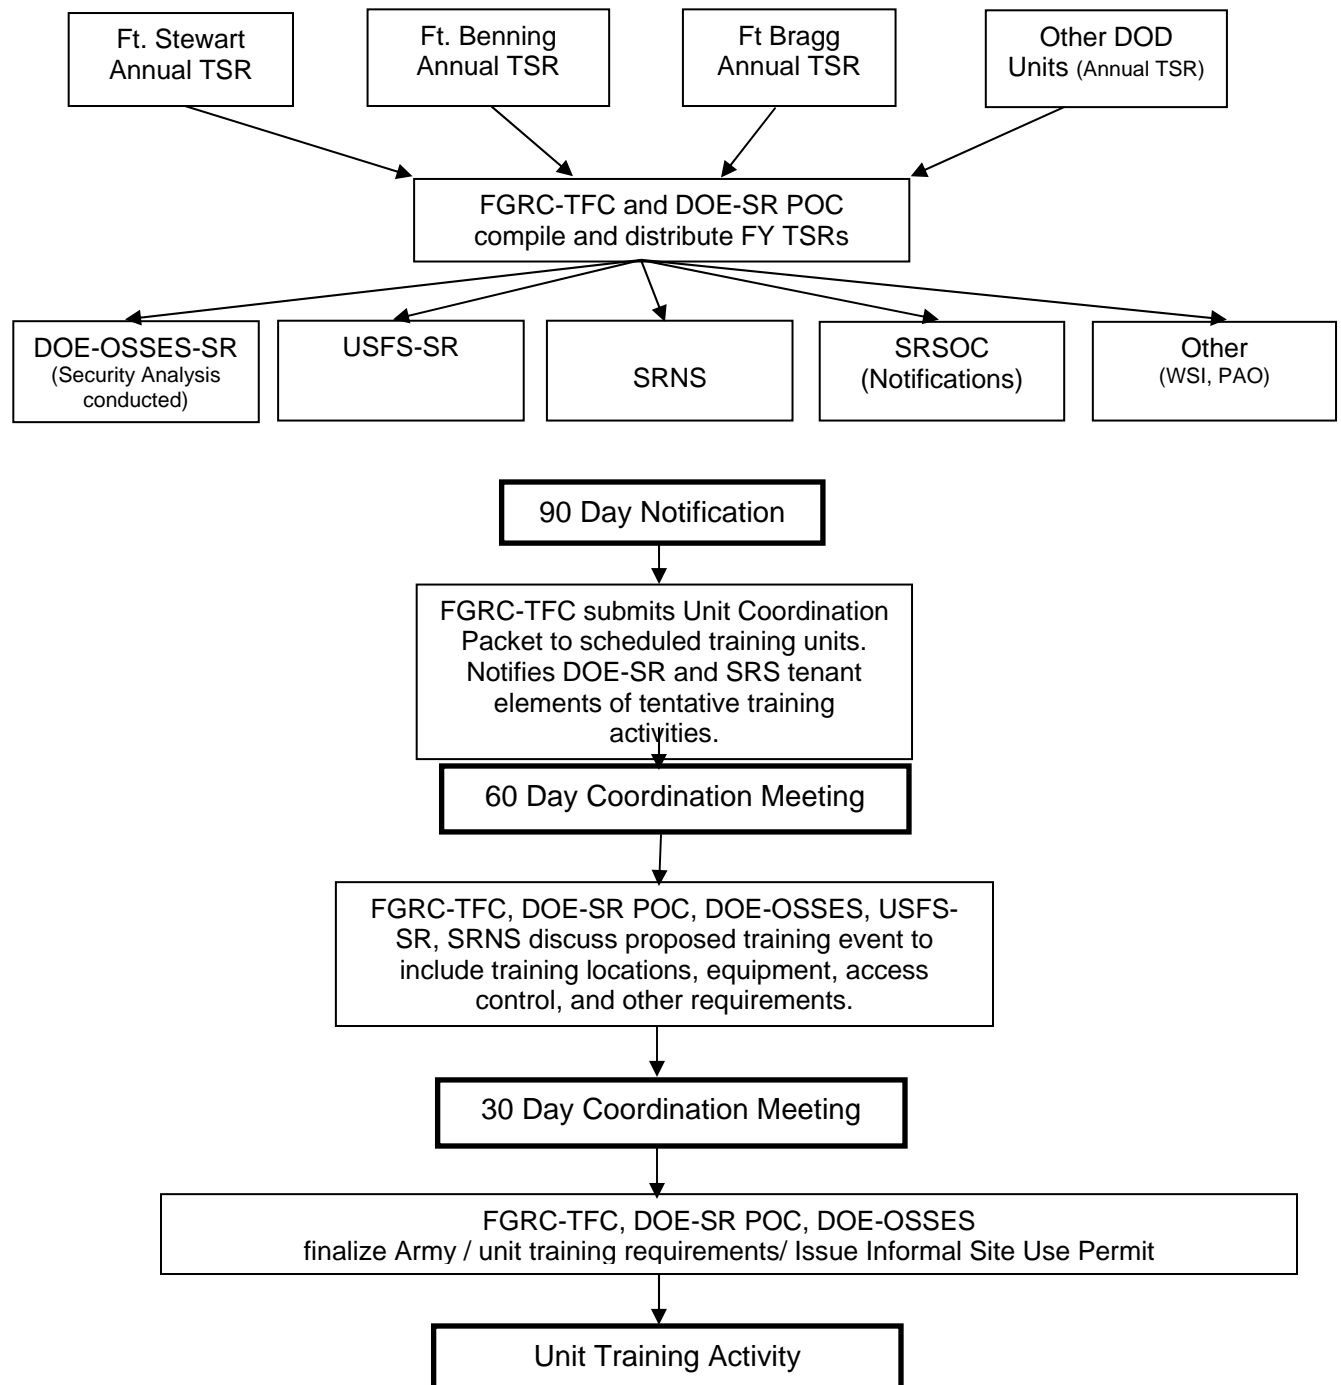 Ft. Stewart
Annual TSR
Ft. Benning
Annual TSR
Ft Bragg
Annual TSR
Other DOD
Units (Annual TSR)
FGRC-TFC and DOE-SR POC
compile and distribute FY TSRs
DOE-OSSES-SR
(Security Analysis
conducted)
USFS-SR
SRNS
SRSOC
(Notifications)
Other
(WSI, PAO)
90 Day Notification
FGRC-TFC submits Unit Coordination
Packet to scheduled training units.
Notifies DOE-SR and SRS tenant
elements of tentative training
activities.
60 Day Coordination Meeting
FGRC-TFC, DOE-SR POC, DOE-OSSES, USFS-
SR, SRNS discuss proposed training event to
include training locations, equipment, access
control, and other requirements.
30 Day Coordination Meeting
FGRC-TFC, DOE-SR POC, DOE-OSSES
finalize Army / unit training requirements/ Issue Informal Site Use Permit
Unit Training Activity